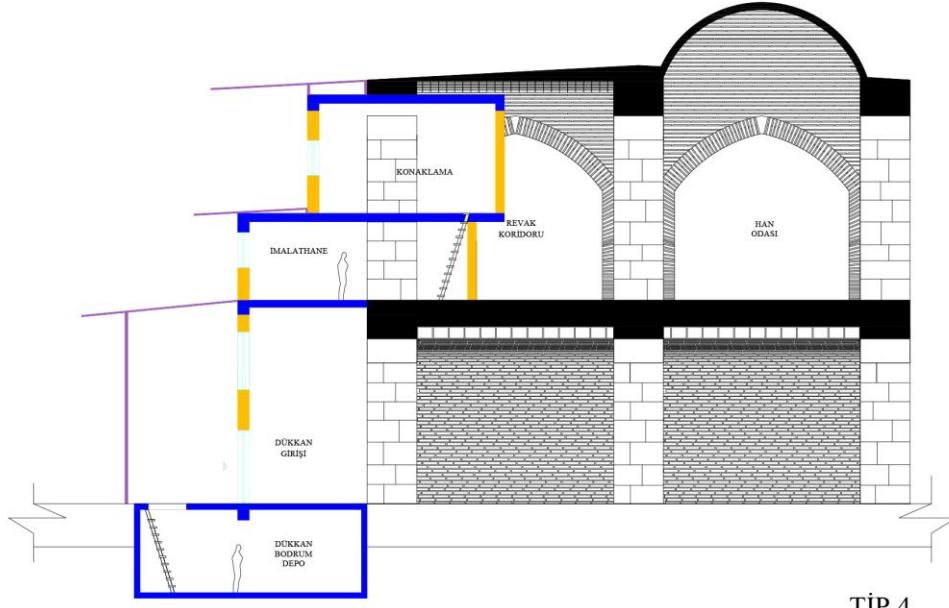 KONAKLAMA
REVAK
KORİDORU
HAN
ODASI
İMALATHANE
DÜKKAN
GİRİŞİ
DÜKKAN
BODRUM
DEPO
TİP 4